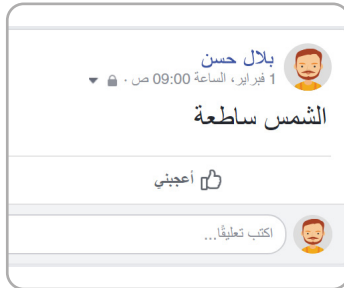 بلال حسن
1 فبراير، الساعة 09:00 ص ·
الشمس ساطعة
أعجبني
اكتب تعليقًا...